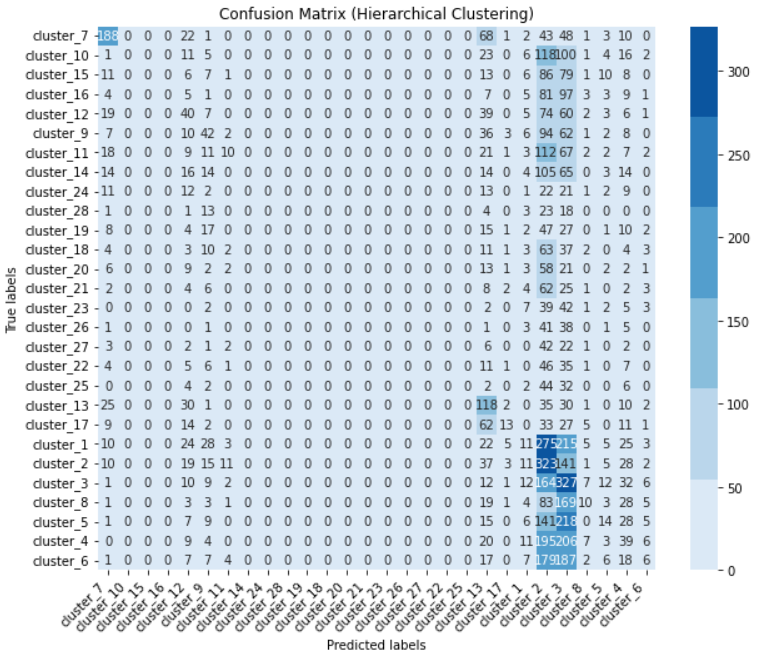 Confusion Matrix (Hierarchical Clustering)
cluster_7 188 0 0 0 22 1 0 0 0 0 0 0 0 0 0 0 0 0 0 68 1 2 43 48 1 3 10 0
cluster_10 1 0 0 0 11 5 0 0 0 0 0 0 0 0 0 0 0 0 0 23 0 6 118 100 1 4 16 2
cluster_15 11 0 0 0 6 7 1 0 0 0 0 0 0 0 0 0 0 0 0 13 0 6 86 79 1 10 8 0
cluster_16 4 0 0 0 5 1 0 0 0 0 0 0 0 0 0 0 0 0 0 7 0 5 81 97 3 3 9 1
cluster_12 19 0 0 0 40 7 0 0 0 0 0 0 0 0 0 0 0 0 0 39 0 5 74 60 2 3 6 1
cluster_9 7 0 0 0 10 42 2 0 0 0 0 0 0 0 0 0 0 0 0 36 3 6 94 62 1 2 8 0
cluster_11 18 0 0 0 9 11 10 0 0 0 0 0 0 0 0 0 0 0 0 21 1 3 112 67 2 2 7 2
cluster_14 14 0 0 0 16 14 0 0 0 0 0 0 0 0 0 0 0 0 0 14 0 4 105 65 0 3 14 0
cluster_24 11 0 0 0 12 2 0 0 0 0 0 0 0 0 0 0 0 0 0 13 0 1 22 21 1 2 9 0
cluster_28 1 0 0 0 1 13 0 0 0 0 0 0 0 0 0 0 0 0 0 4 0 3 23 18 0 0 0 0
cluster_19 8 0 0 0 4 17 0 0 0 0 0 0 0 0 0 0 0 0 0 15 1 2 47 27 0 1 10 2
cluster_18 4 0 0 0 3 10 2 0 0 0 0 0 0 0 0 0 0 0 0 11 1 3 63 37 2 0 4 3
cluster_20 6 0 0 0 9 2 2 0 0 0 0 0 0 0 0 0 0 0 0 13 1 3 58 21 0 2 2 1
cluster_21 2 0 0 0 4 6 0 0 0 0 0 0 0 0 0 0 0 0 0 8 2 4 62 25 1 0 2 3
cluster_23 0 0 0 0 0 2 0 0 0 0 0 0 0 0 0 0 0 0 0 2 0 7 39 42 1 2 5 3
cluster_26 1 0 0 0 0 1 0 0 0 0 0 0 0 0 0 0 0 0 0 1 0 3 41 38 0 1 5 0
cluster_27 3 0 0 0 2 1 2 0 0 0 0 0 0 0 0 0 0 0 0 6 0 0 42 22 1 0 2 0
cluster_22 4 0 0 0 5 6 1 0 0 0 0 0 0 0 0 0 0 0 0 11 1 0 46 35 1 0 7 0
cluster_25 0 0 0 0 4 2 0 0 0 0 0 0 0 0 0 0 0 0 0 2 0 2 44 32 0 0 6 0
cluster_13 25 0 0 0 30 1 0 0 0 0 0 0 0 0 0 0 0 0 0 118 2 0 35 30 1 0 10 2
cluster_17 9 0 0 0 14 2 0 0 0 0 0 0 0 0 0 0 0 0 0 62 13 0 33 27 5 0 11 1
cluster_1 10 0 0 0 24 28 3 0 0 0 0 0 0 0 0 0 0 0 0 22 5 11 275 215 5 5 25 3
cluster_2 10 0 0 0 19 15 11 0 0 0 0 0 0 0 0 0 0 0 0 37 3 11 323 141 1 5 28 2
cluster_3 1 0 0 0 10 9 2 0 0 0 0 0 0 0 0 0 0 0 0 12 1 12 164 327 7 12 32 6
cluster_8 1 0 0 0 3 3 1 0 0 0 0 0 0 0 0 0 0 0 0 19 1 4 83 169 10 3 28 5
cluster_5 1 0 0 0 7 9 0 0 0 0 0 0 0 0 0 0 0 0 0 15 0 6 141 218 0 14 28 5
cluster_4 0 0 0 0 9 4 0 0 0 0 0 0 0 0 0 0 0 0 0 20 0 11 195 206 7 3 39 6
cluster_6 1 0 0 0 7 7 4 0 0 0 0 0 0 0 0 0 0 0 0 17 0 7 179 187 2 6 18 6
True labels
cluster_7 cluster_10 cluster_15 cluster_16 cluster_12 cluster_9 cluster_11 cluster_14 cluster_24 cluster_28 cluster_19 cluster_18 cluster_20 cluster_21 cluster_23 cluster_26 cluster_27 cluster_22 cluster_25 cluster_13 cluster_17 cluster_1 cluster_2 cluster_3 cluster_8 cluster_5 cluster_4 cluster_6
Predicted labels
300
250
200
150
100
50
0